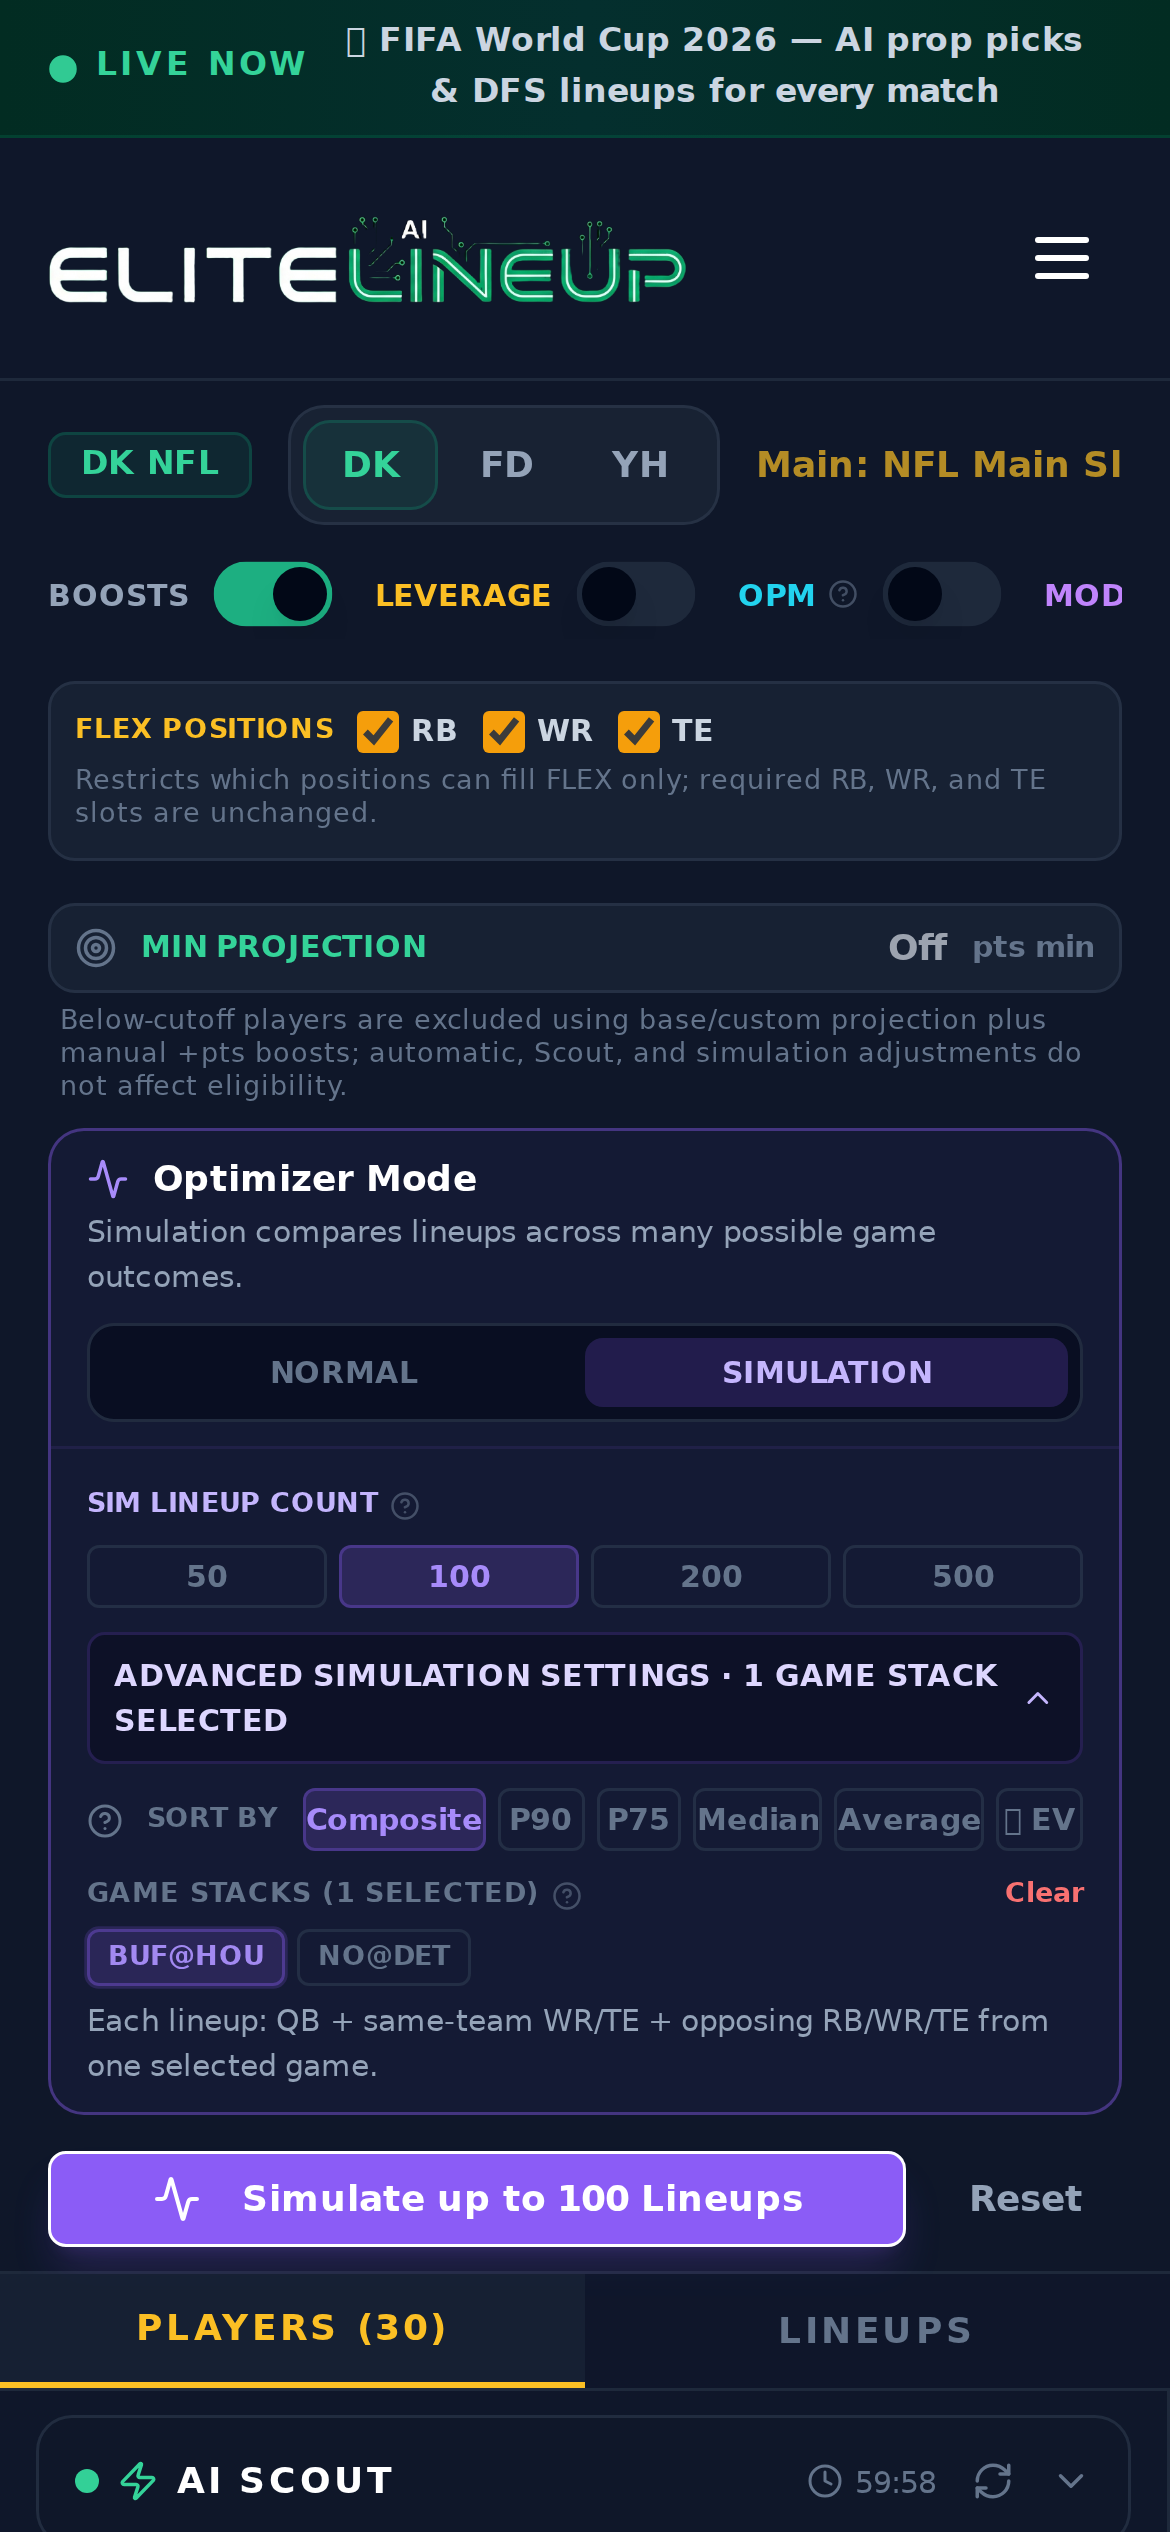 LIVE NOW
FIFA World Cup 2026 — AI prop picks
& DFS lineups for every match
ELITE LINEUP AI
DK NFL
DK FD YH
Main: NFL Main Sl
BOOSTS LEVERAGE OPM MOD
FLEX POSITIONS RB WR TE
Restricts which positions can fill FLEX only; required RB, WR, and TE
slots are unchanged.
MIN PROJECTION Off pts min
Below-cutoff players are excluded using base/custom projection plus
manual +pts boosts; automatic, Scout, and simulation adjustments do
not affect eligibility.
Optimizer Mode
Simulation compares lineups across many possible game
outcomes.
NORMAL SIMULATION
SIM LINEUP COUNT
50 100 200 500
ADVANCED SIMULATION SETTINGS · 1 GAME STACK
SELECTED
SORT BY Composite P90 P75 Median Average EV
GAME STACKS (1 SELECTED) Clear
BUF@HOU NO@DET
Each lineup: QB + same-team WR/TE + opposing RB/WR/TE from
one selected game.
Simulate up to 100 Lineups Reset
PLAYERS (30) LINEUPS
AI SCOUT 59:58